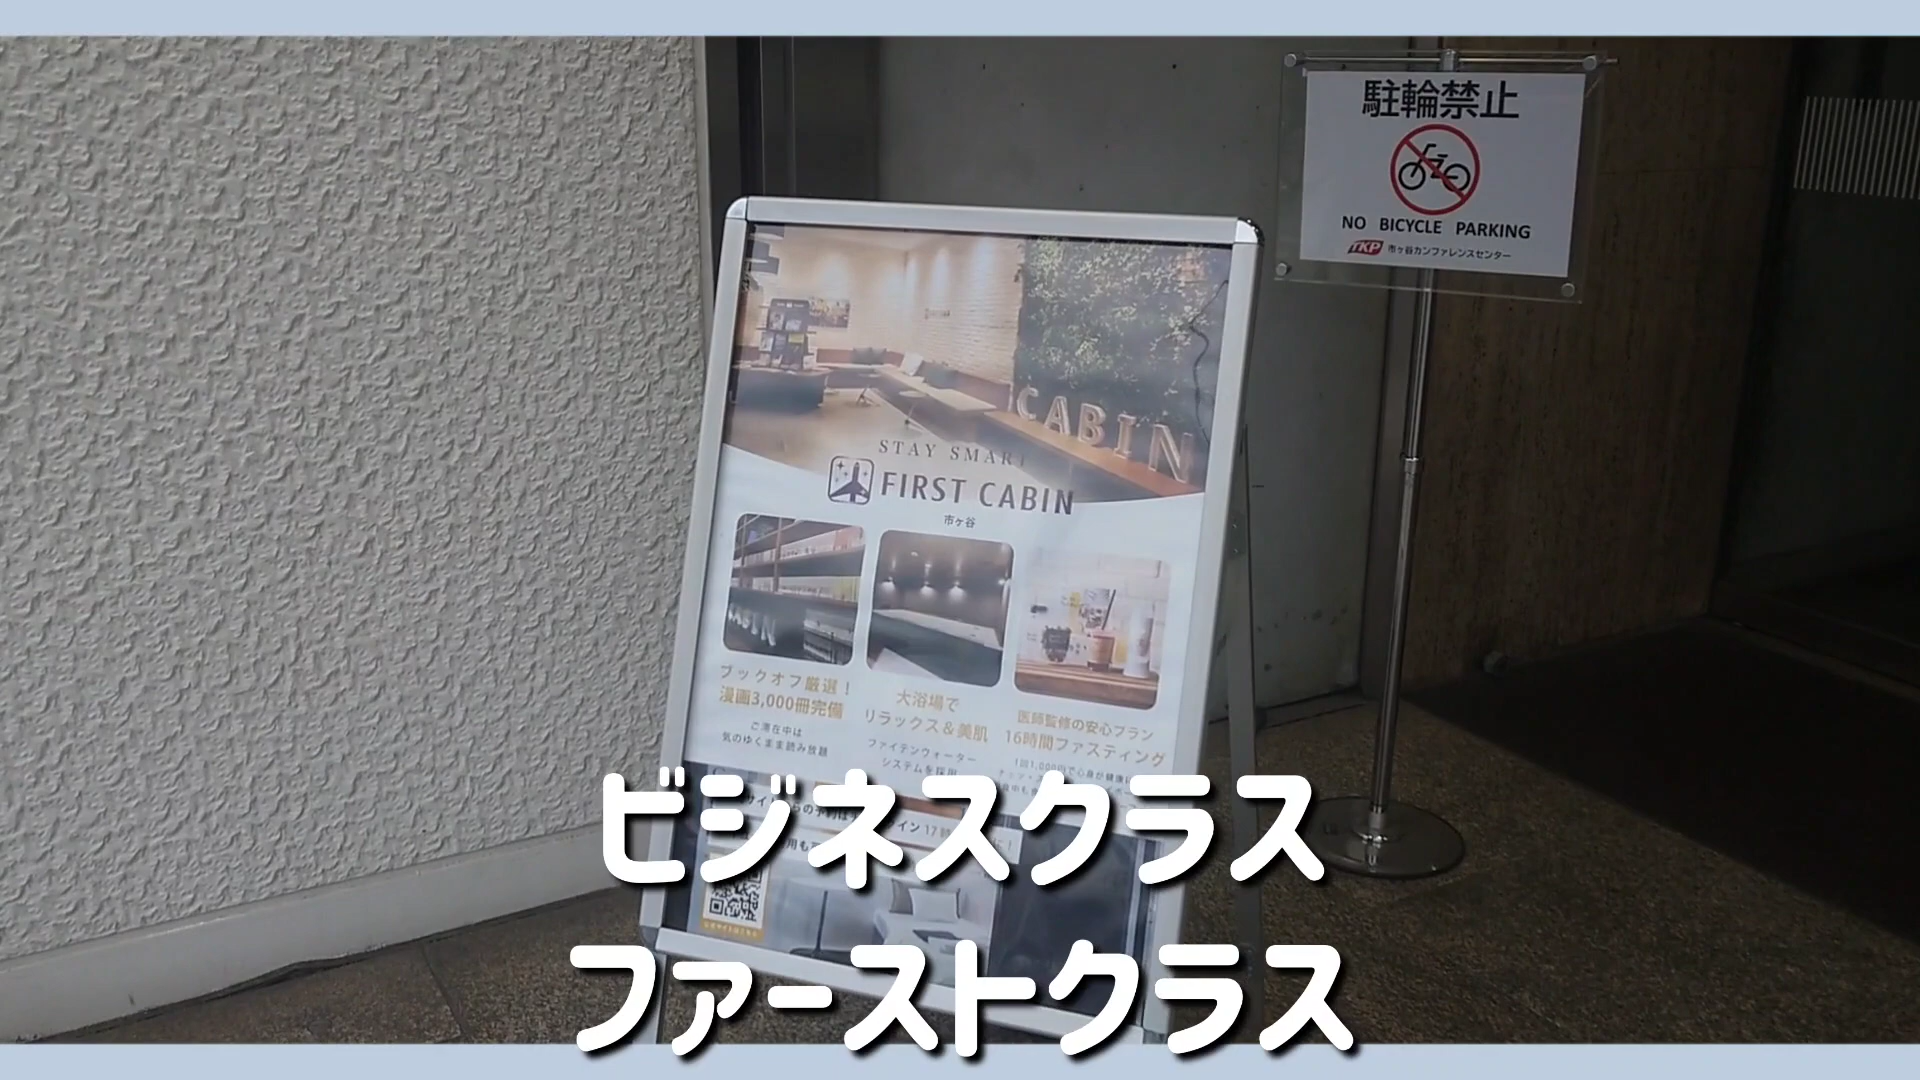 駐輪禁止
NO BICYCLE PARKING
TKP 市ヶ谷カンファレンスセンター
CABIN
STAY SMART
FIRST CABIN
市ヶ谷
ブックオフ厳選！
漫画3,000冊完備
ご滞在中は
気のゆくまま読み放題
大浴場で
リラックス＆美肌
ファイテンウォーター
システムを採用
医師監修の安心プラン
16時間ファスティング
ビジネスクラス
ファーストクラス